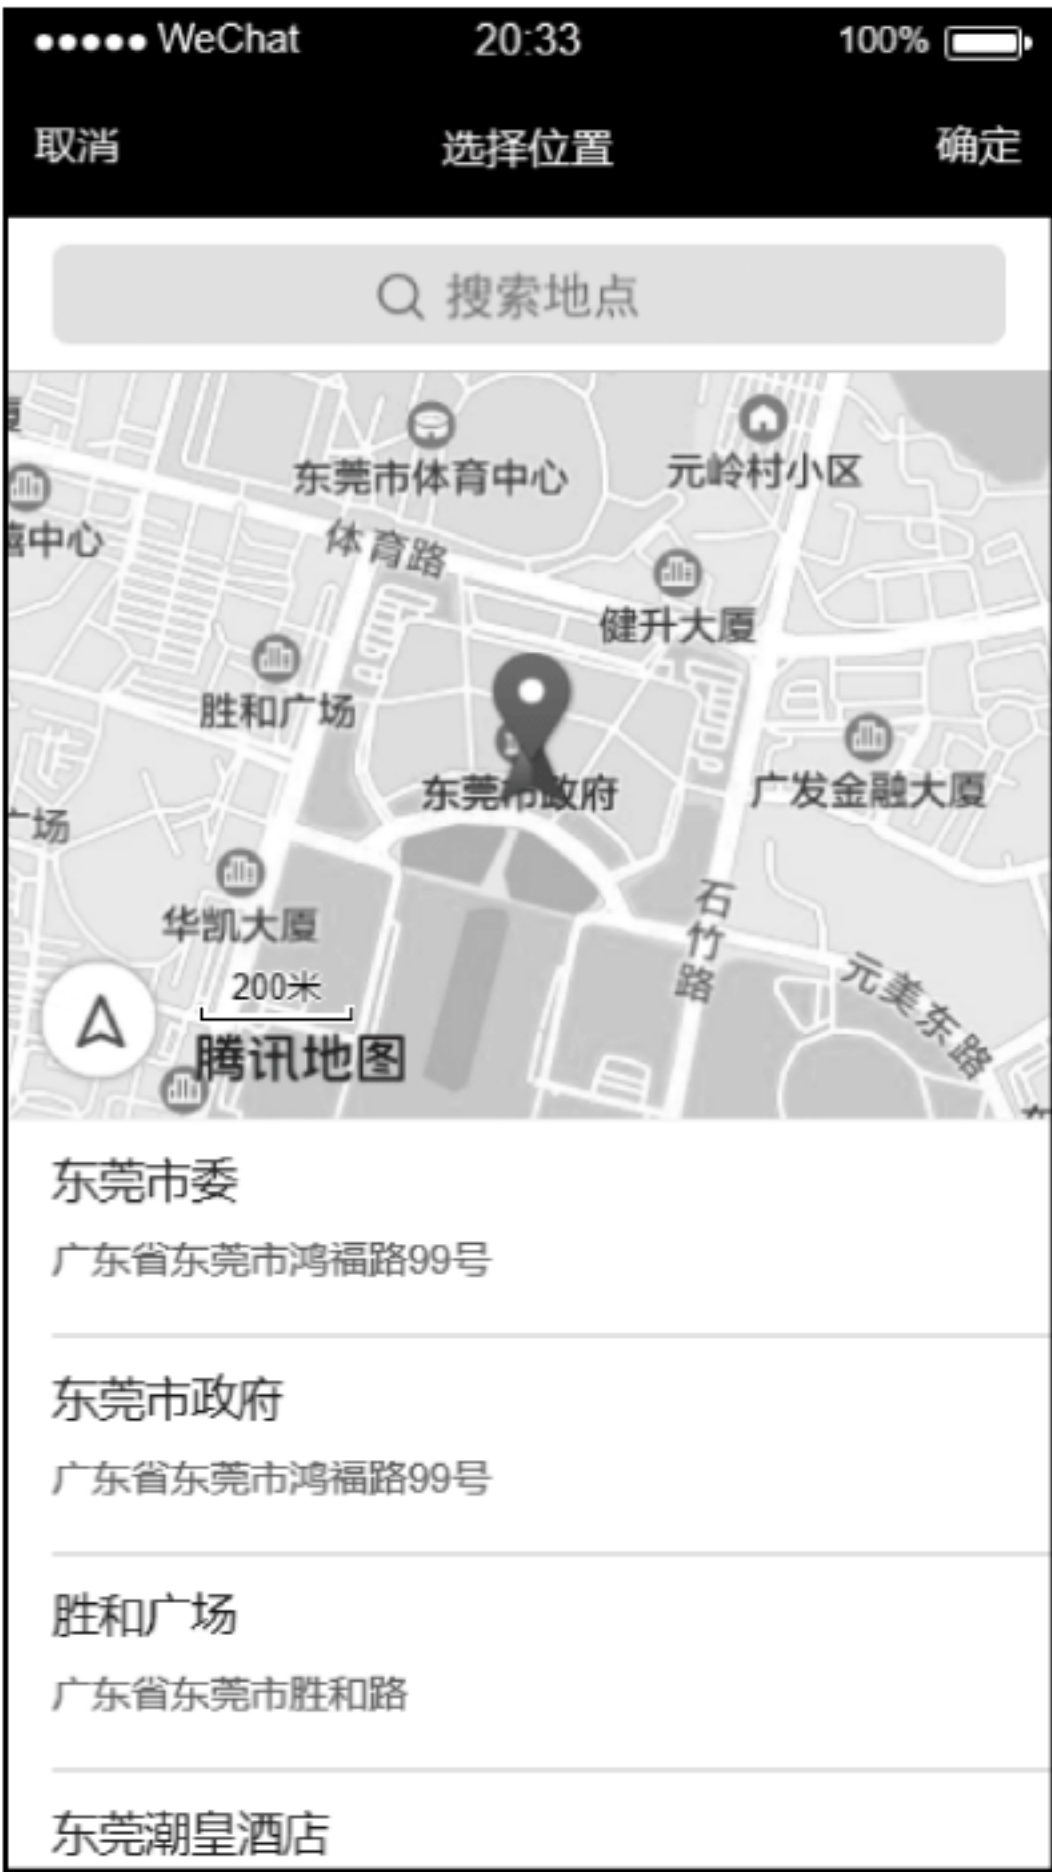 WeChat 20:33 100%
取消 选择位置 确定
搜索地点
东莞市体育中心
元岭村小区
中心
体育路
健升大厦
胜和广场
东莞市政府
广发金融大厦
场
华凯大厦
石竹路
元美东路
200米
腾讯地图
东莞市委
广东省东莞市鸿福路99号
东莞市政府
广东省东莞市鸿福路99号
胜和广场
广东省东莞市胜和路
东莞潮皇酒店